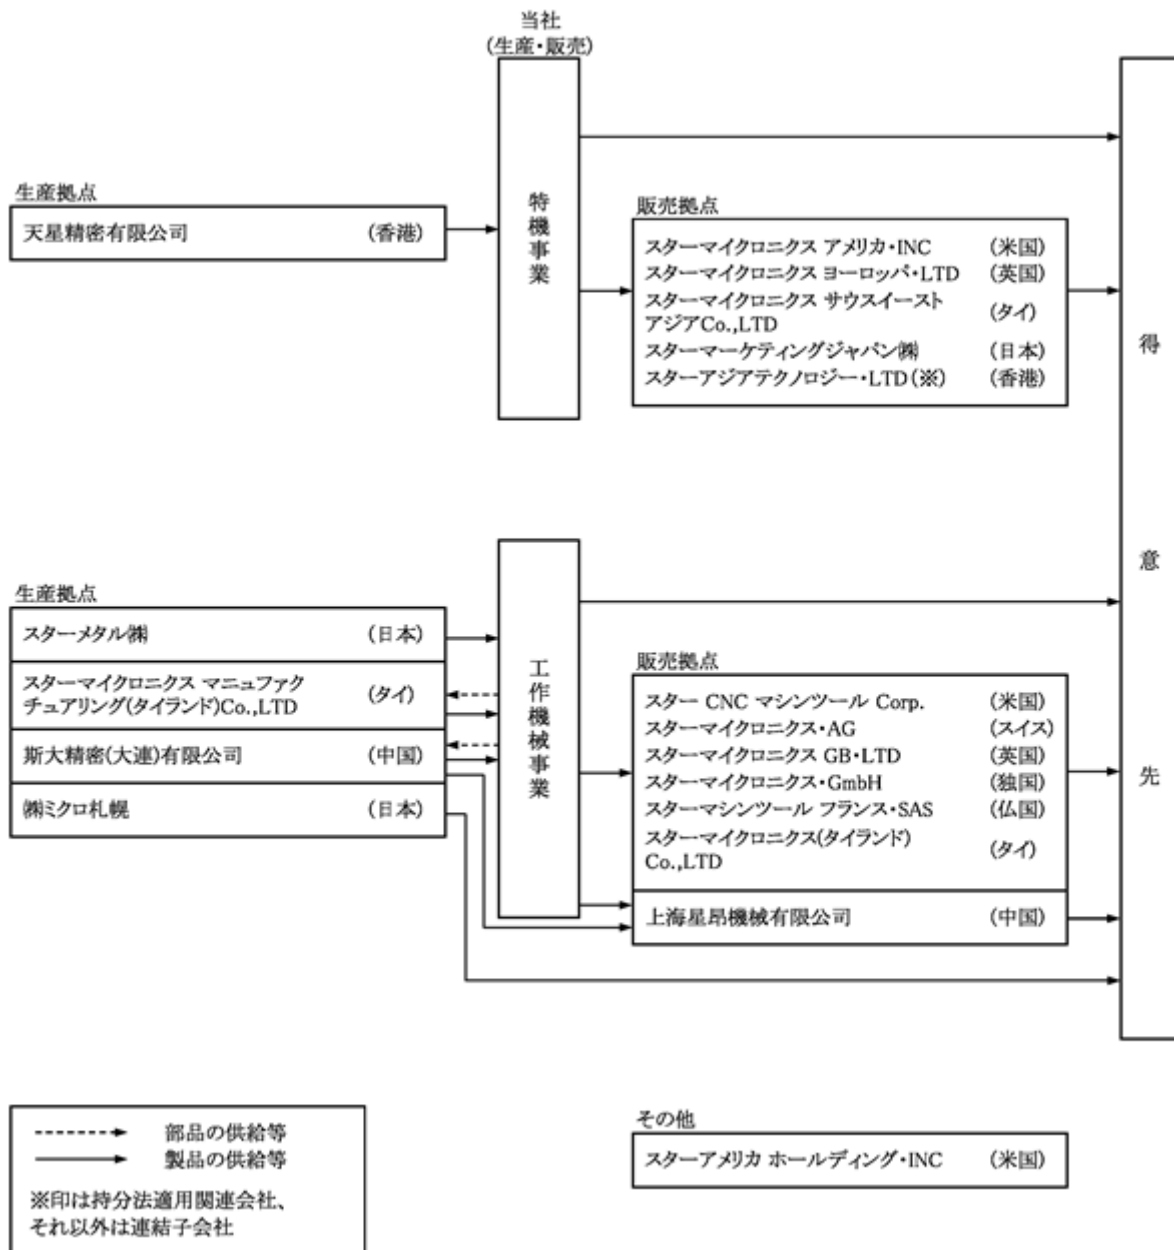 当社
(生産・販売)
特機事業
生産拠点
天星精密有限公司 (香港)
販売拠点
スターマイクロニクス アメリカ・INC (米国)
スターマイクロニクス ヨーロッパ・LTD (英国)
スターマイクロニクス サウスイースト
アジアCo.,LTD (タイ)
スターマーケティングジャパン㈱ (日本)
スターアジアテクノロジー・LTD(※) (香港)
得意先
工作機械事業
生産拠点
スターメタル㈱ (日本)
スターマイクロニクス マニュファク
チュアリング(タイランド)Co.,LTD (タイ)
斯大精密(大連)有限公司 (中国)
㈱ミクロ札幌 (日本)
販売拠点
スター CNC マシンツール Corp. (米国)
スターマイクロニクス・AG (スイス)
スターマイクロニクス GB・LTD (英国)
スターマイクロニクス・GmbH (独国)
スターマシンツール フランス・SAS (仏国)
スターマイクロニクス(タイランド)
Co.,LTD (タイ)
上海星昂機械有限公司 (中国)
部品の供給等
製品の供給等
※印は持分法適用関連会社、
それ以外は連結子会社
その他
スターアメリカ ホールディング・INC (米国)